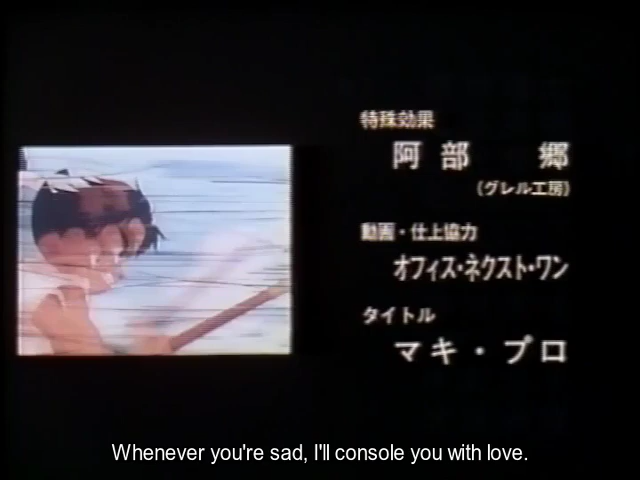 特殊効果
阿部 郷
(グレル工房)
動画・仕上協力
オフィス・ネクスト・ワン
タイトル
マキ・プロ
Whenever you're sad, I'll console you with love.